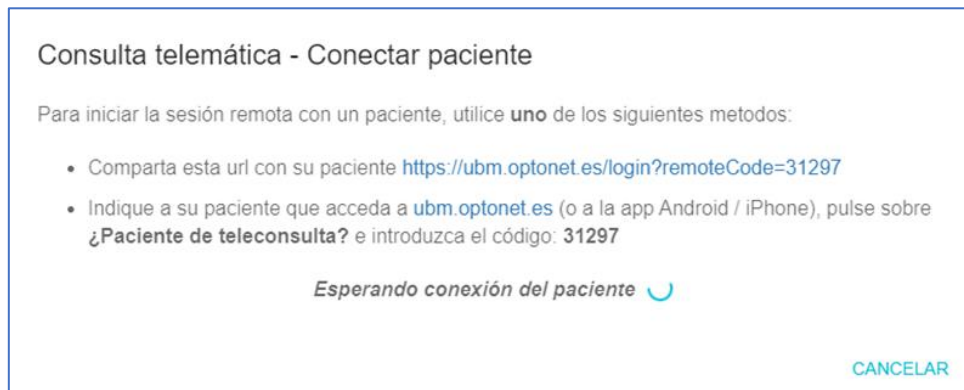 Consulta telemática - Conectar paciente
Para iniciar la sesión remota con un paciente, utilice uno de los siguientes metodos:
• Comparta esta url con su paciente https://ubm.optonet.es/login?remoteCode=31297
• Indique a su paciente que acceda a ubm.optonet.es (o a la app Android / iPhone), pulse sobre
¿Paciente de teleconsulta? e introduzca el código: 31297
Esperando conexión del paciente
CANCELAR